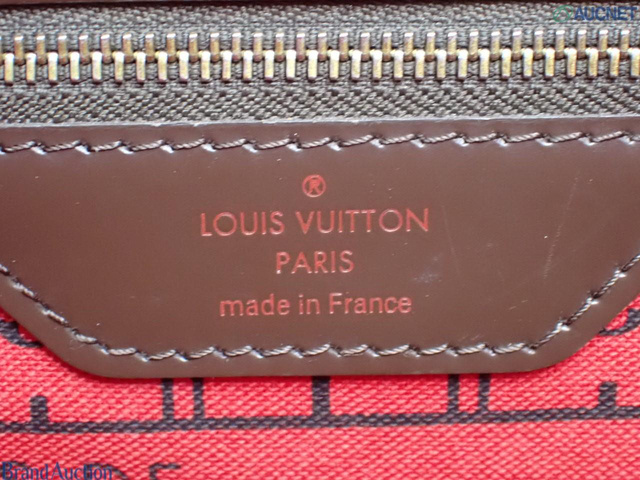 AUCNET
®
LOUIS VUITTON
PARIS
made in France
Brand Auction